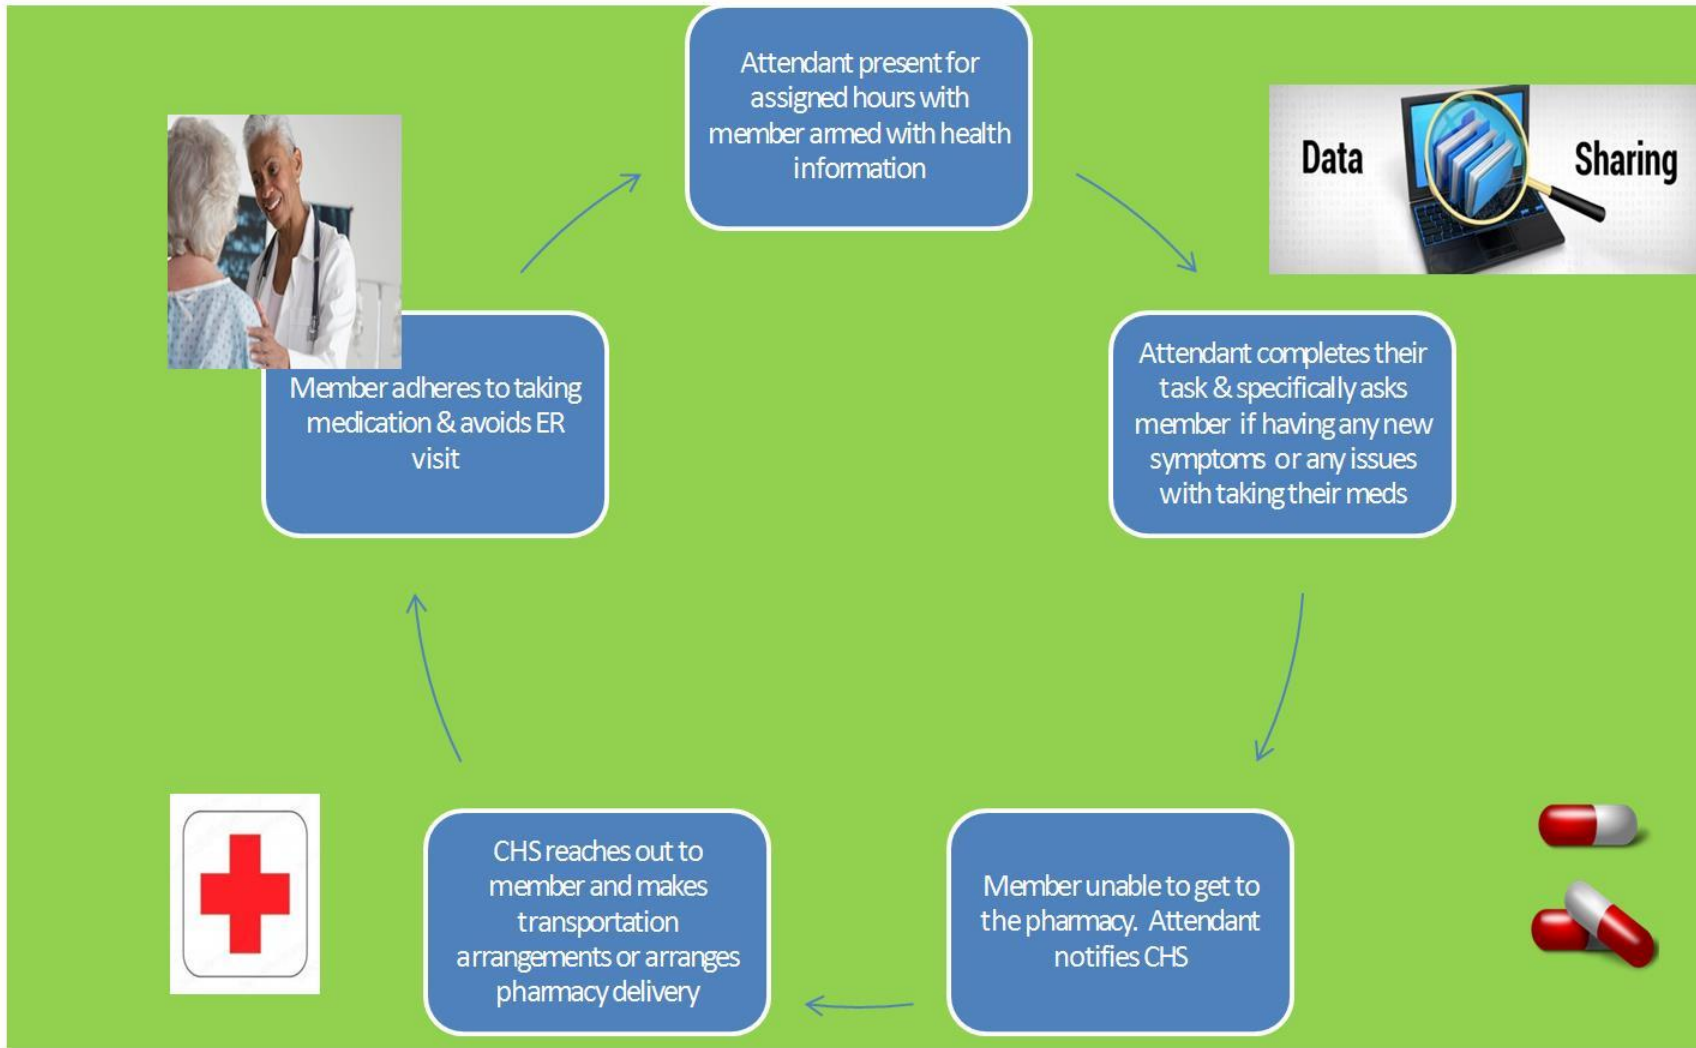 Attendant present for
assigned hours with
member armed with health
information
Data Sharing
Attendant completes their
task & specifically asks
member if having any new
symptoms or any issues
with taking their meds
Member unable to get to
the pharmacy. Attendant
notifies CHS
CHS reaches out to
member and makes
transportation
arrangements or arranges
pharmacy delivery
Member adheres to taking
medication & avoids ER
visit